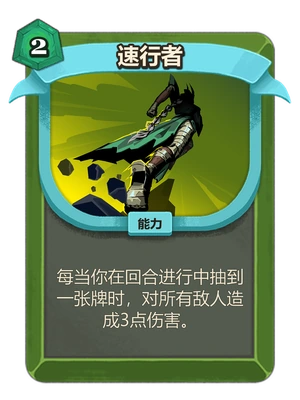 2
速行者
能力
每当你在回合进行中抽到
一张牌时，对所有敌人造
成3点伤害。